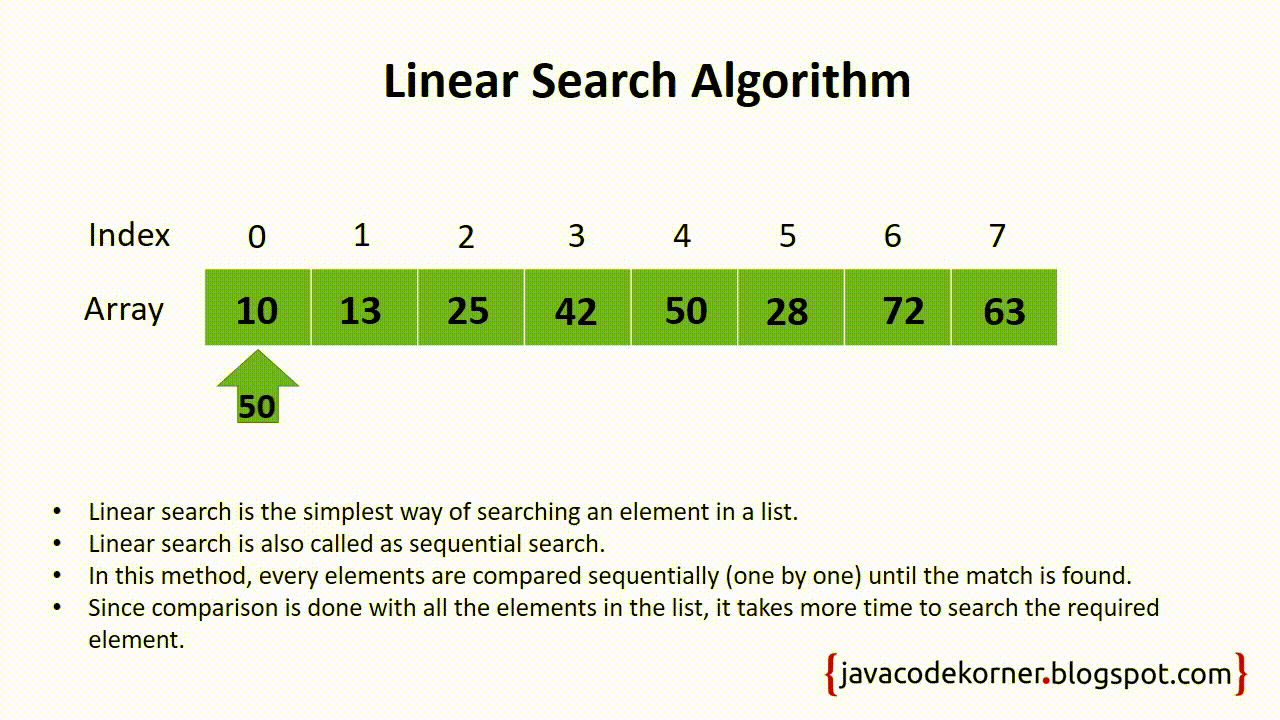 Linear Search Algorithm
Index 0 1 2 3 4 5 6 7
Array 10 13 25 42 50 28 72 63
50
• Linear search is the simplest way of searching an element in a list.
• Linear search is also called as sequential search.
• In this method, every elements are compared sequentially (one by one) until the match is found.
• Since comparison is done with all the elements in the list, it takes more time to search the required
element.
{javacodekorner.blogspot.com}